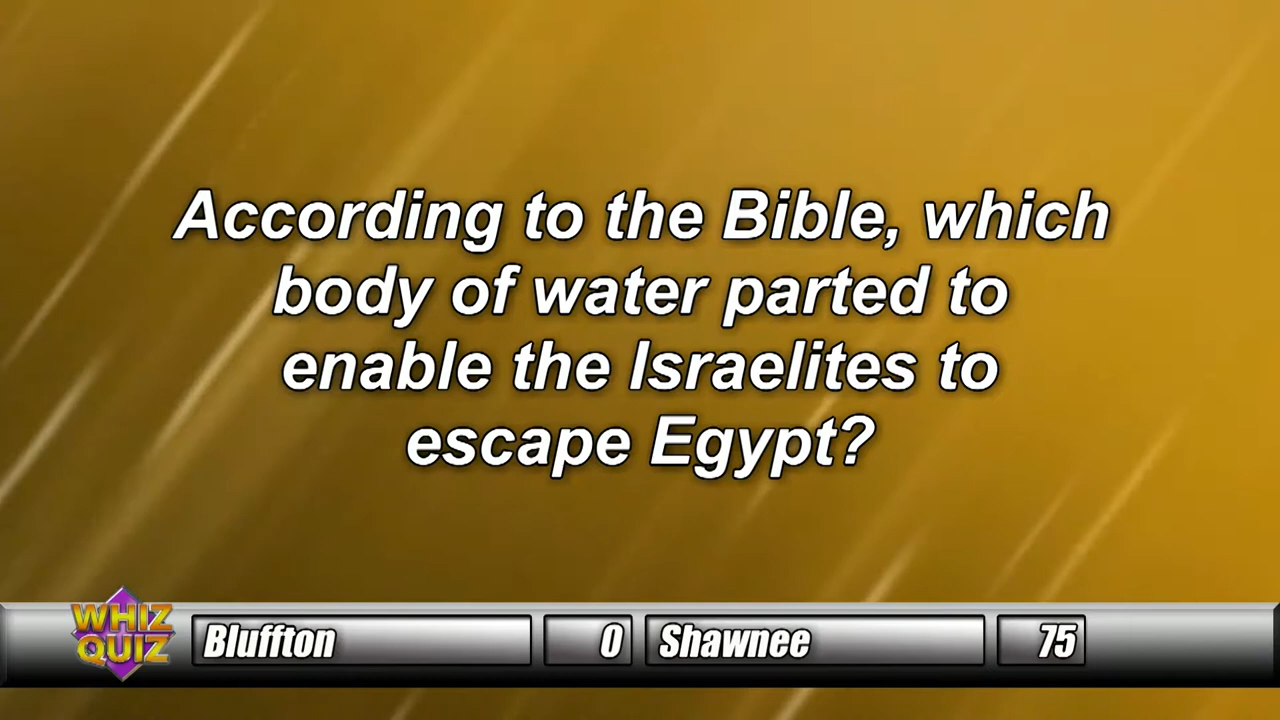 According to the Bible, which
body of water parted to
enable the Israelites to
escape Egypt?
WHIZ
QUIZ
Bluffton 0 Shawnee 75